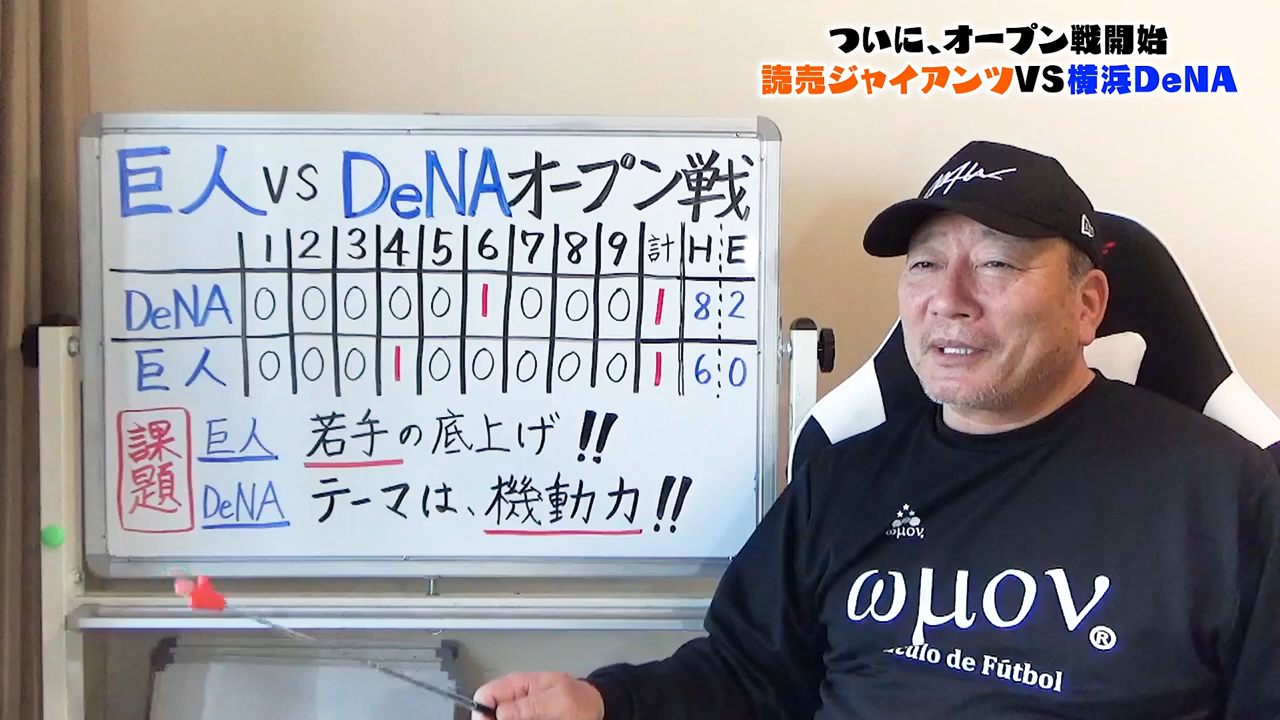 ついに、オープン戦開始
読売ジャイアンツVS横浜DeNA
巨人 VS DeNAオープン戦
1 2 3 4 5 6 7 8 9 計 H E
DeNA 0 0 0 0 0 1 0 0 0 1 8 2
巨人 0 0 0 1 0 0 0 0 0 1 6 0
課題
巨人 若手の底上げ!!
DeNA テーマは、機動力!!
ωμον
ωμον®
de Fútbol